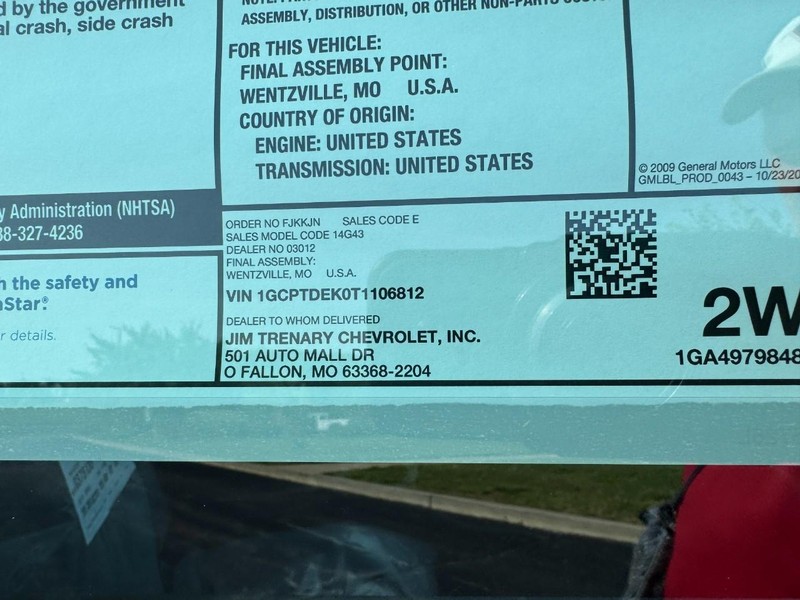 d by the government
al crash, side crash
y Administration (NHTSA)
38-327-4236
h the safety and
nStar®
r details.
ASSEMBLY, DISTRIBUTION, OR OTHER NON-PARTS
FOR THIS VEHICLE:
FINAL ASSEMBLY POINT:
WENTZVILLE, MO U.S.A.
COUNTRY OF ORIGIN:
ENGINE: UNITED STATES
TRANSMISSION: UNITED STATES
© 2009 General Motors LLC
GMLBL_PROD_0043 – 10/23/20
ORDER NO FJKKJN SALES CODE E
SALES MODEL CODE 14G43
DEALER NO 03012
FINAL ASSEMBLY:
WENTZVILLE, MO U.S.A.
VIN 1GCPTDEK0T1106812
DEALER TO WHOM DELIVERED
JIM TRENARY CHEVROLET, INC.
501 AUTO MALL DR
O FALLON, MO 63368-2204
2W
1GA4979848